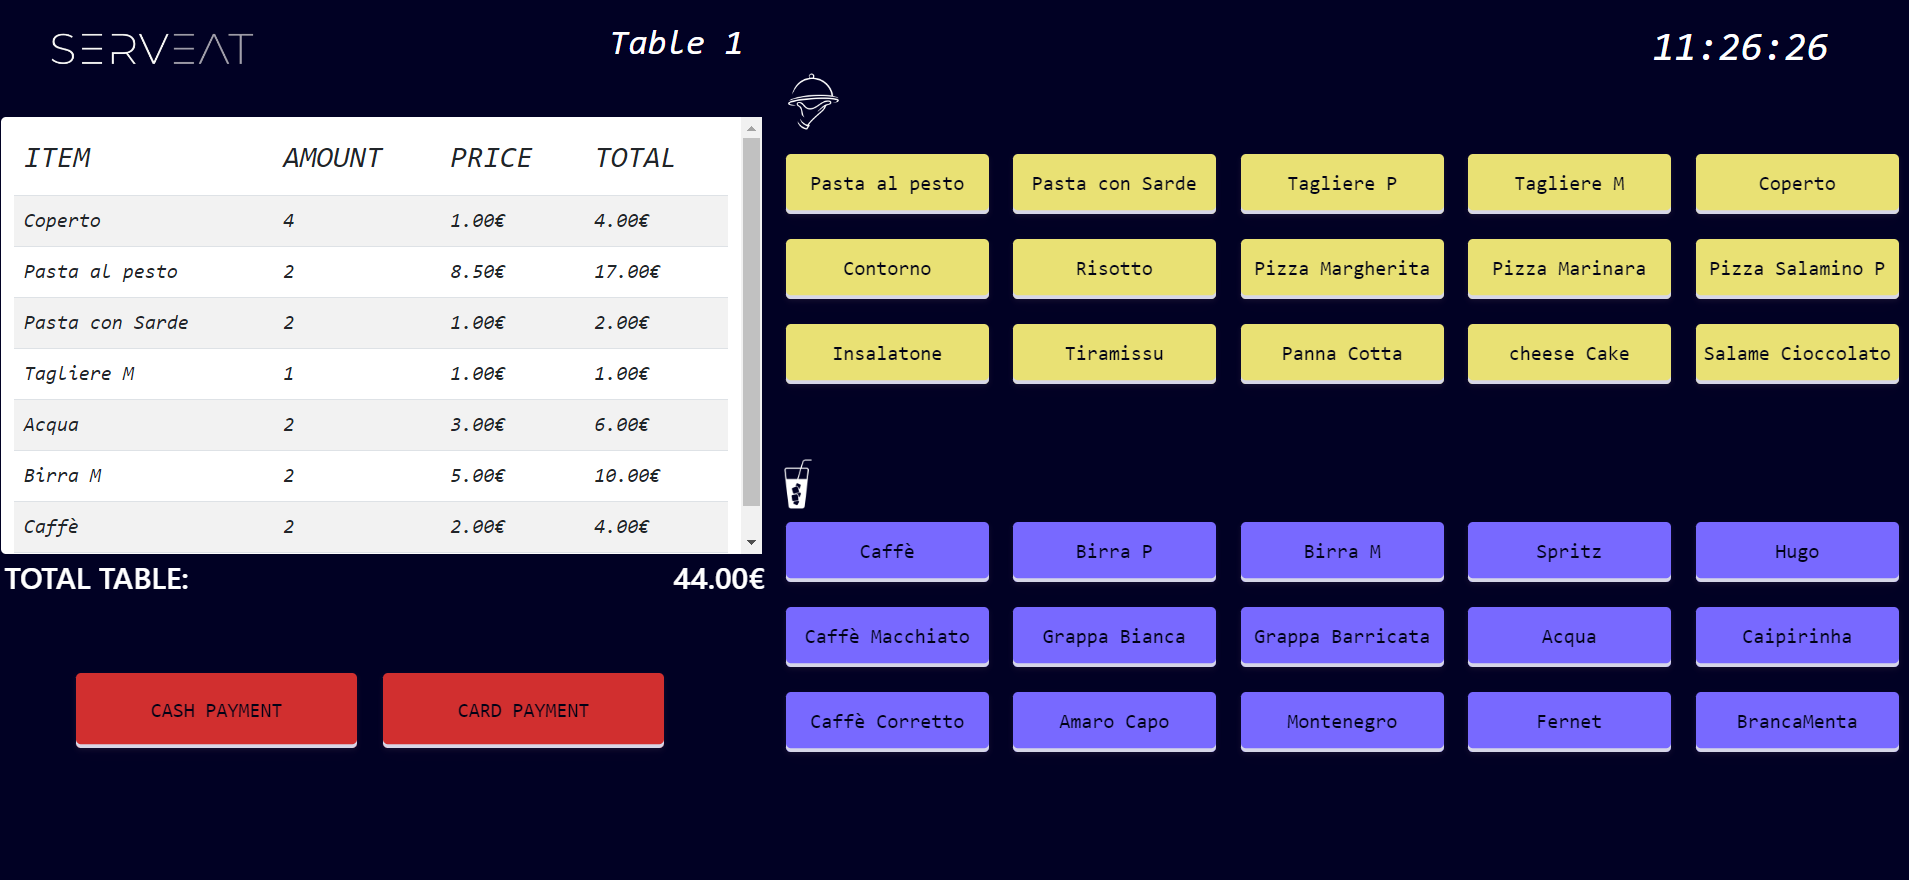 SERVEAT
Table 1
11:26:26
ITEM AMOUNT PRICE TOTAL
Coperto 4 1.00€ 4.00€
Pasta al pesto 2 8.50€ 17.00€
Pasta con Sarde 2 1.00€ 2.00€
Tagliere M 1 1.00€ 1.00€
Acqua 2 3.00€ 6.00€
Birra M 2 5.00€ 10.00€
Caffè 2 2.00€ 4.00€
TOTAL TABLE: 44.00€
CASH PAYMENT CARD PAYMENT
Pasta al pesto Pasta con Sarde Tagliere P Tagliere M Coperto
Contorno Risotto Pizza Margherita Pizza Marinara Pizza Salamino P
Insalatone Tiramissu Panna Cotta cheese Cake Salame Cioccolato
Caffè Birra P Birra M Spritz Hugo
Caffè Macchiato Grappa Bianca Grappa Barricata Acqua Caipirinha
Caffè Corretto Amaro Capo Montenegro Fernet BrancaMenta